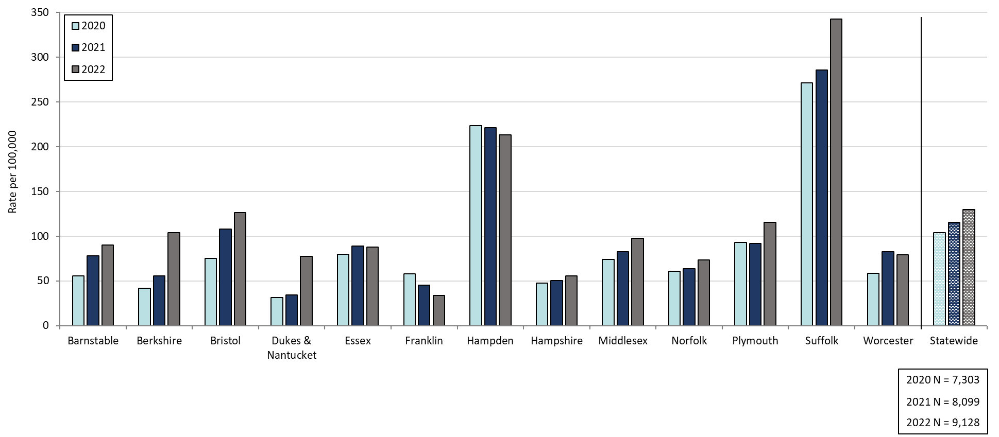 350
300
250
200
150
100
50
0
Rate per 100,000
2020
2021
2022
Barnstable
Berkshire
Bristol
Dukes &
Nantucket
Essex
Franklin
Hampden
Hampshire
Middlesex
Norfolk
Plymouth
Suffolk
Worcester
Statewide
2020 N = 7,303
2021 N = 8,099
2022 N = 9,128